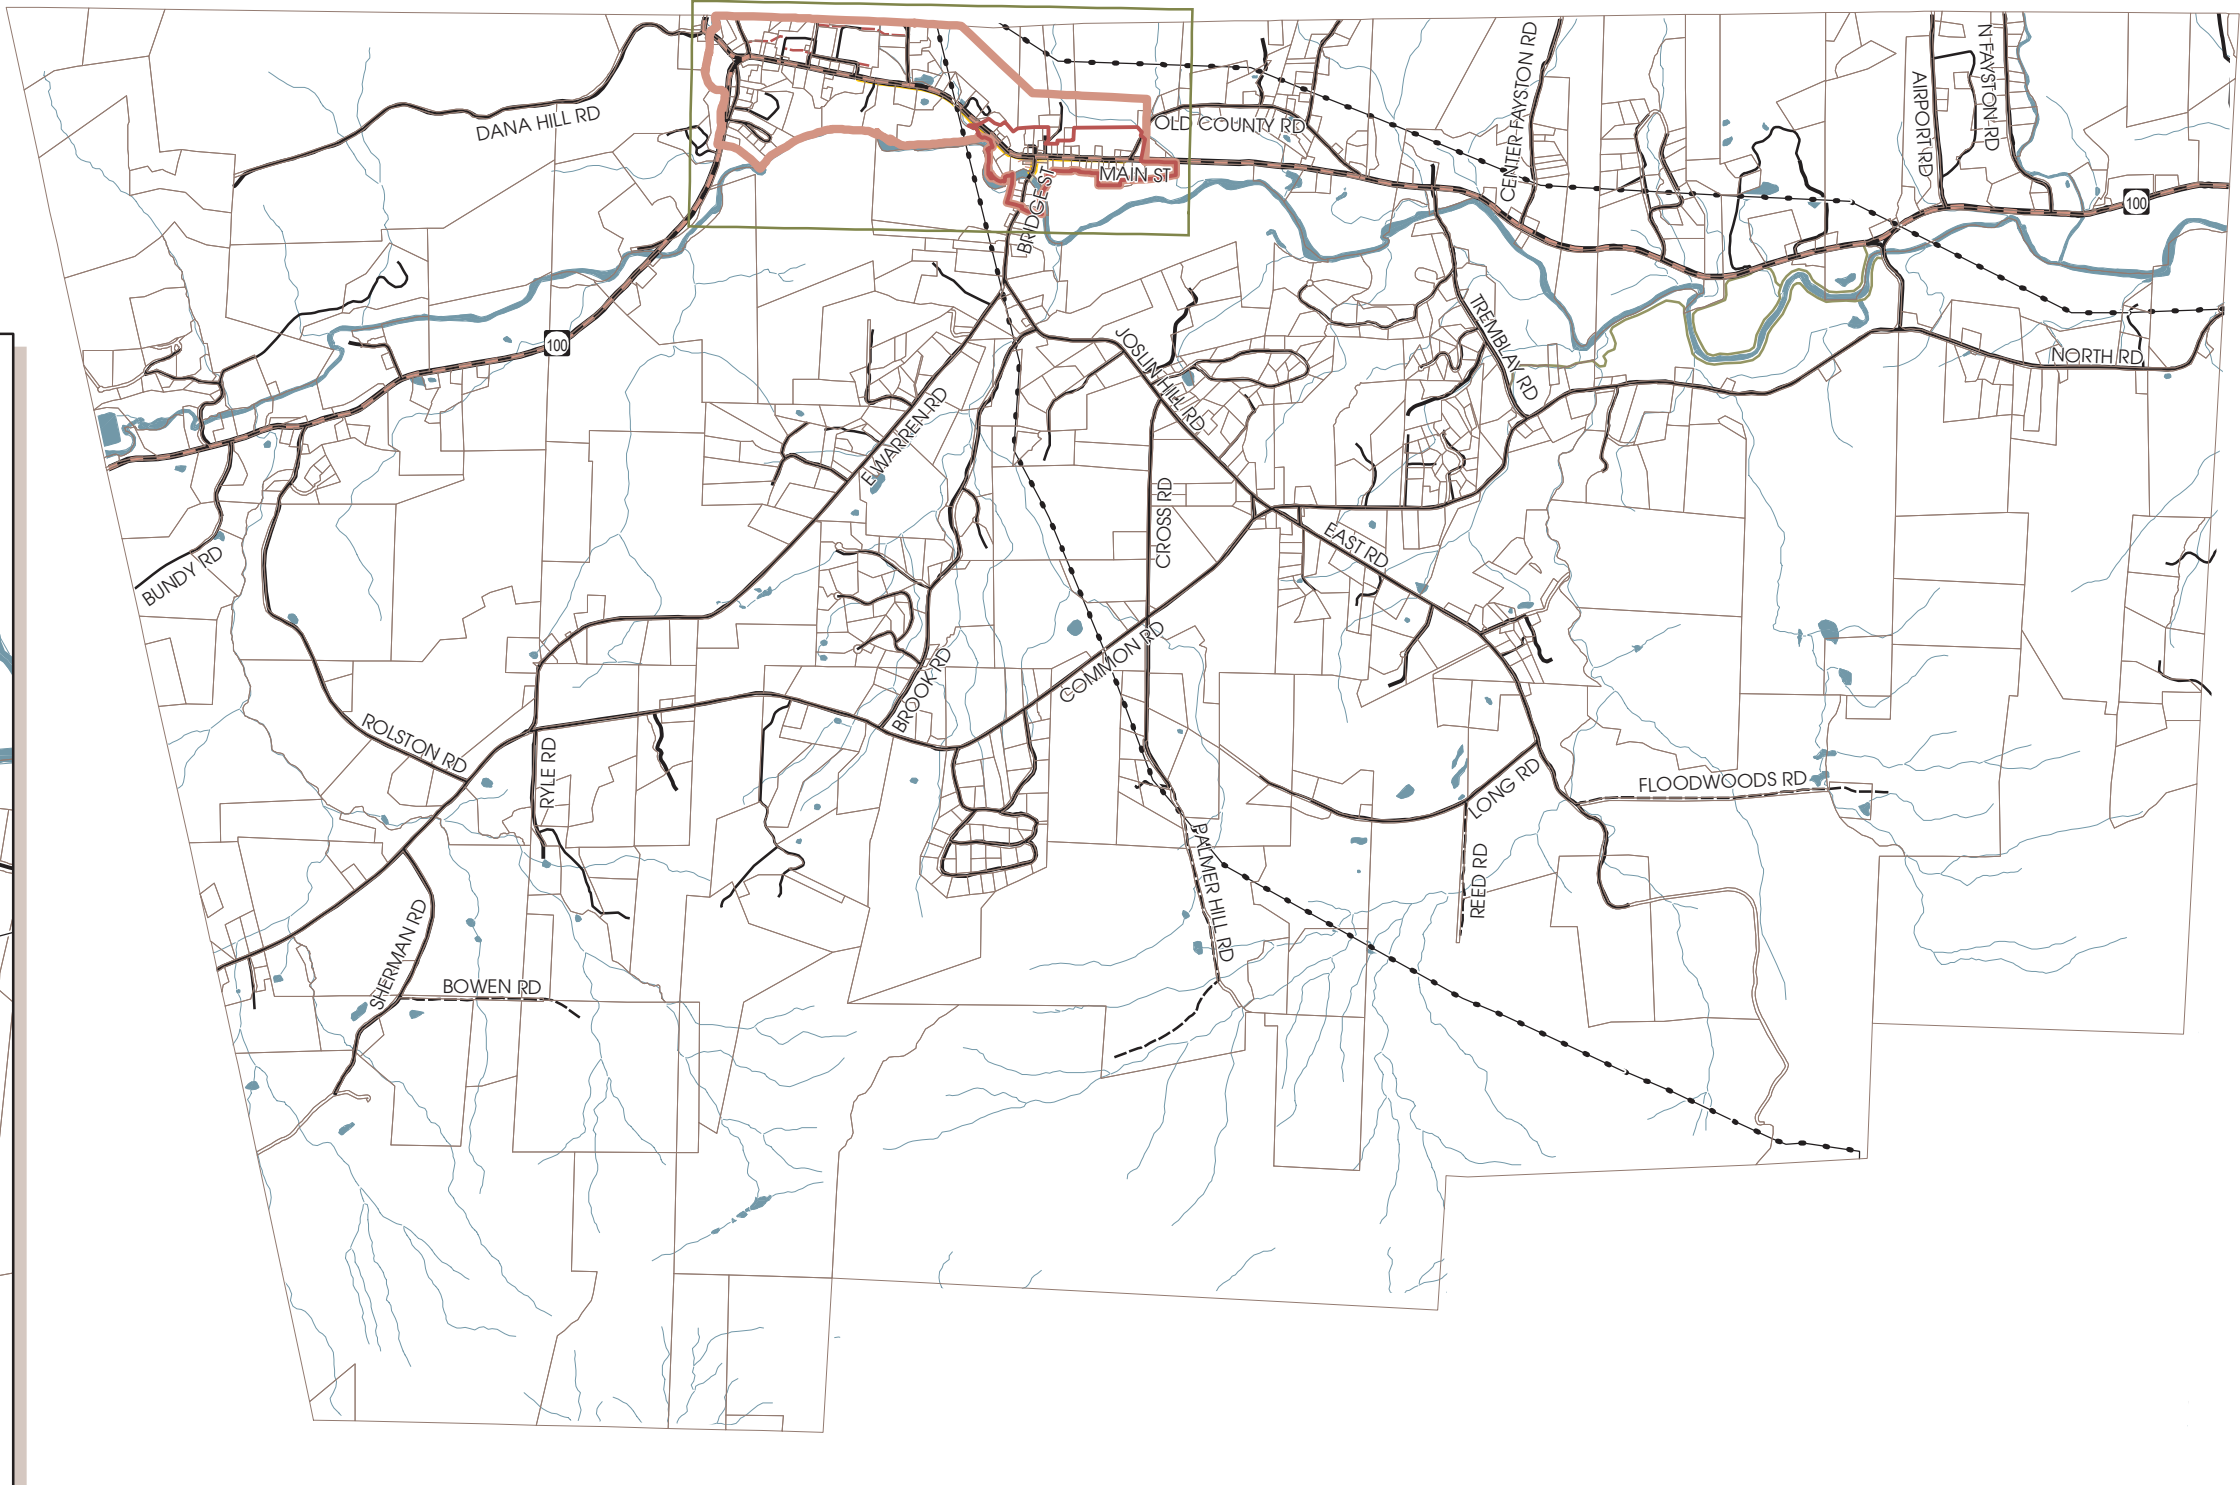 DANA HILL RD
OLD COUNTY RD
MAIN ST
BRIDGE ST
CENTER FAYSTON RD
AIRPORT RD
N FAYSTON RD
100
100
TREMBLAY RD
JOSLIN HILL RD
NORTH RD
E WARREN RD
CROSS RD
EAST RD
BUNDY RD
COMMON RD
BROOK RD
ROLSTON RD
RYLE RD
LONG RD
FLOODWOODS RD
PALMER HILL RD
REED RD
SHERMAN RD
BOWEN RD